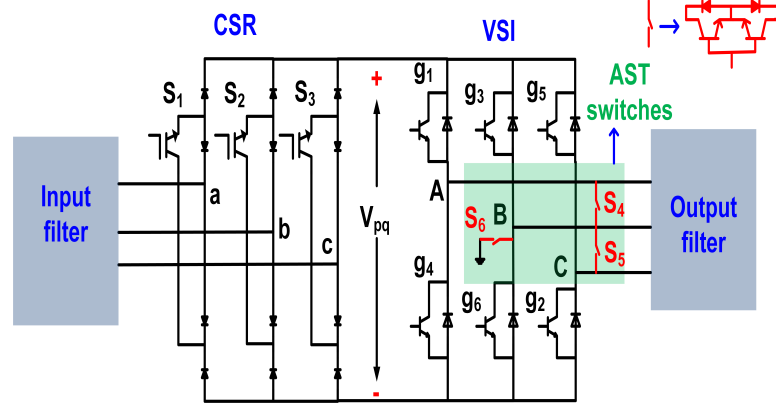 CSR
VSI
AST
switches
S₁
S₂
S₃
g₁
g₃
g₅
+
Input
filter
a
b
c
Vpq
A
B
C
S₆
S₄
S₅
Output
filter
g₄
g₆
g₂
-